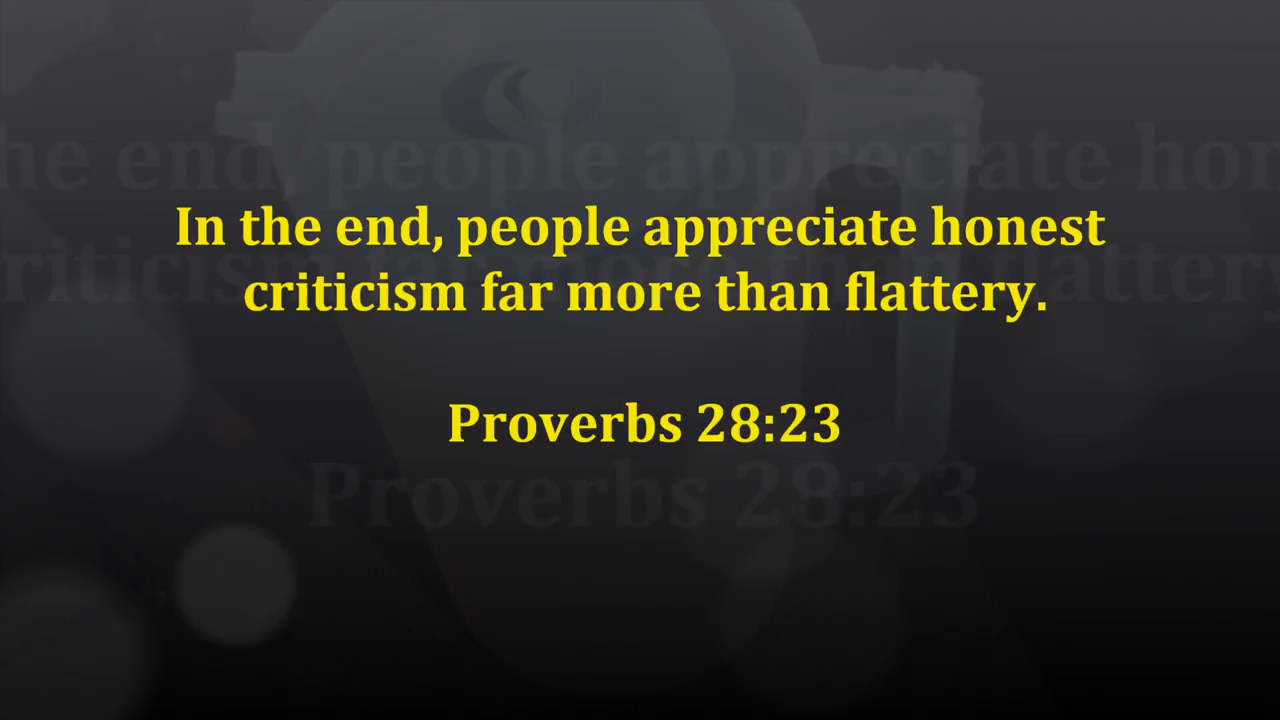 In the end, people appreciate honest
criticism far more than flattery.
Proverbs 28:23